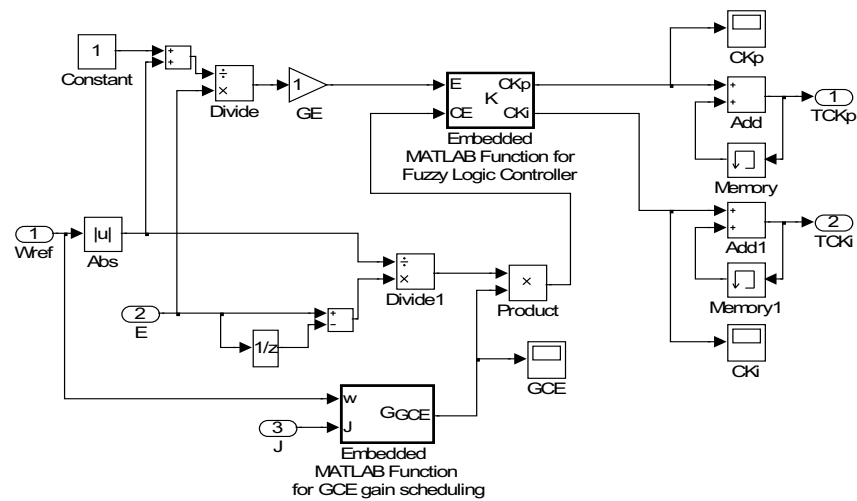 1
Constant
+
+
÷
×
Divide
1
GE
E
CE
K
CKp
CKi
Embedded
MATLAB Function for
Fuzzy Logic Controller
CKp
+
+
Add
1
TCKp
Memory
1
Wref
|u|
Abs
÷
×
Divide1
×
Product
+
+
Add1
2
TCKi
Memory1
2
E
+
−
1/z
GCE
CKi
w
J
G
GCE
3
J
Embedded
MATLAB Function
for GCE gain scheduling